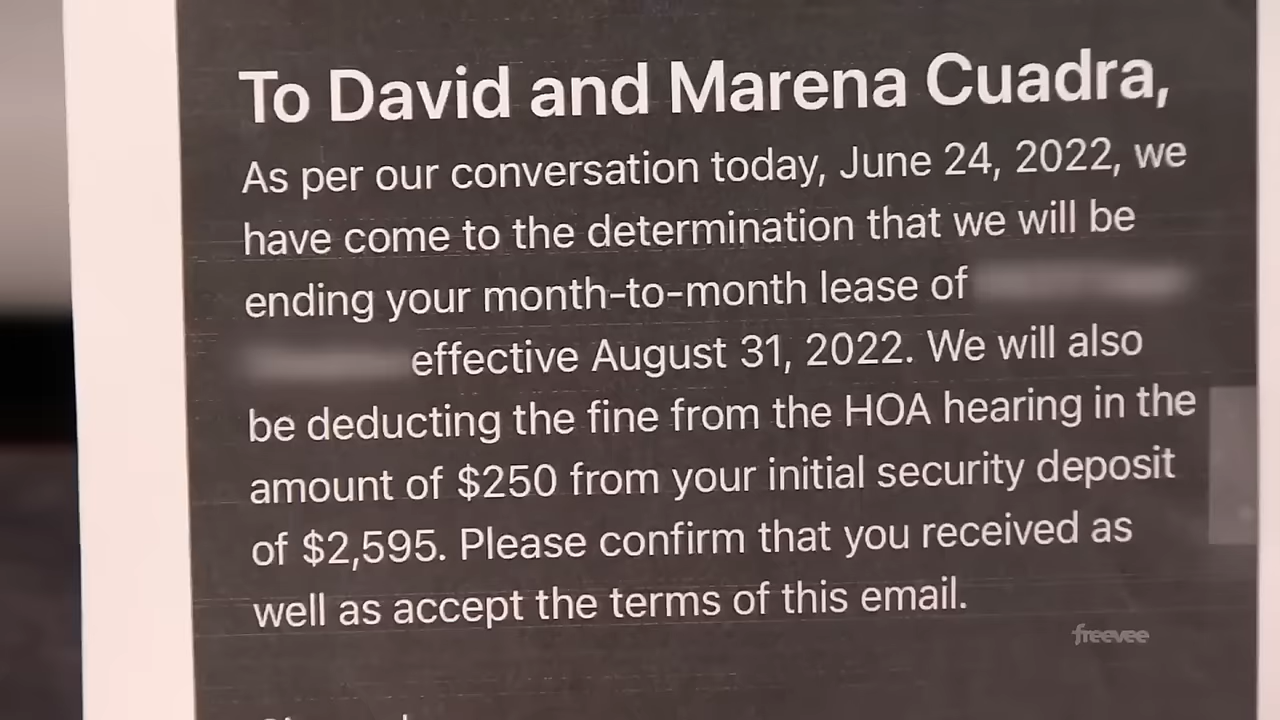 To David and Marena Cuadra,
As per our conversation today, June 24, 2022, we
have come to the determination that we will be
ending your month-to-month lease of
effective August 31, 2022. We will also
be deducting the fine from the HOA hearing in the
amount of $250 from your initial security deposit
of $2,595. Please confirm that you received as
well as accept the terms of this email.
freevee